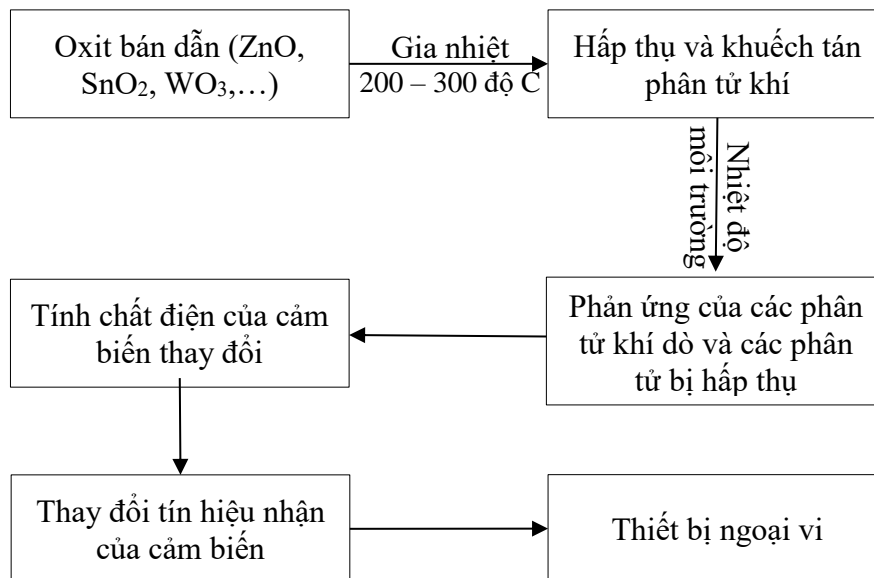 Oxit bán dẫn (ZnO,
SnO₂, WO₃,…)
Gia nhiệt
200 – 300 độ C
Hấp thụ và khuếch tán
phân tử khí
Nhiệt độ
môi trường
Phản ứng của các phân
tử khí dò và các phân
tử bị hấp thụ
Tính chất điện của cảm
biến thay đổi
Thay đổi tín hiệu nhận
của cảm biến
Thiết bị ngoại vi